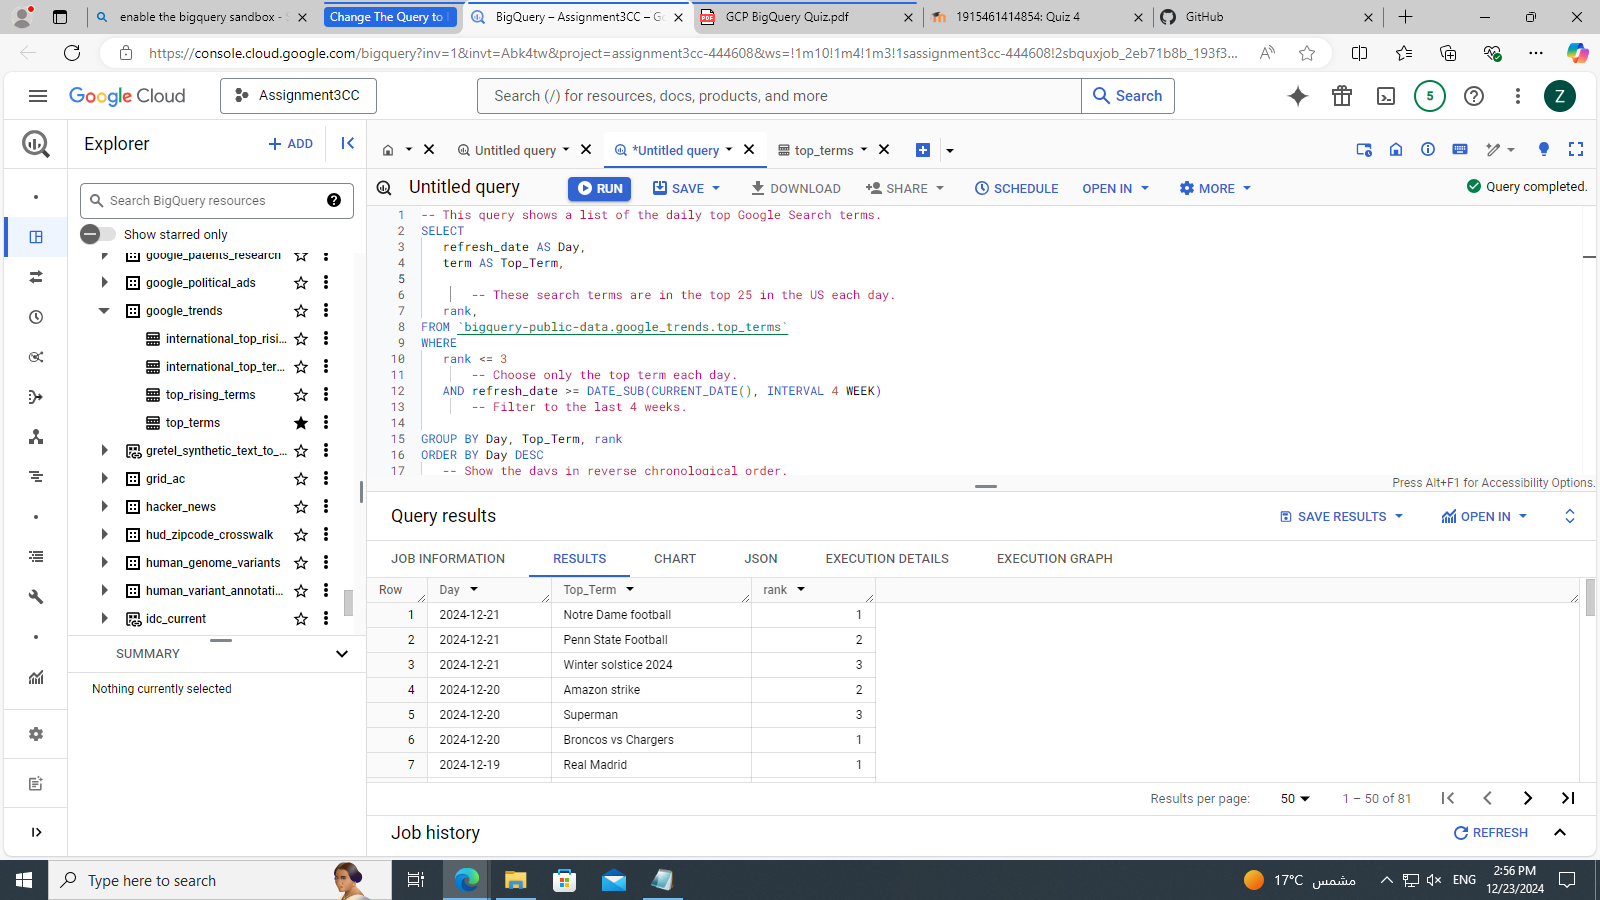 enable the bigquery sandbox - S
Change The Query to I
BigQuery – Assignment3CC – Go
GCP BigQuery Quiz.pdf
1915461414854: Quiz 4
GitHub
https://console.cloud.google.com/bigquery?inv=1&invt=Abk4tw&project=assignment3cc-444608&ws=!1m10!1m4!1m3!1sassignment3cc-444608!2sbquxjob_2eb71b8b_193f3...
Google Cloud
Assignment3CC
Search (/) for resources, docs, products, and more
Search
5
Z
Explorer
+ ADD
Untitled query
*Untitled query
top_terms
Untitled query
RUN
SAVE
DOWNLOAD
SHARE
SCHEDULE
OPEN IN
MORE
Query completed.
Search BigQuery resources
Show starred only
google_patents_research
google_political_ads
google_trends
international_top_risi...
international_top_ter...
top_rising_terms
top_terms
gretel_synthetic_text_to_...
grid_ac
hacker_news
hud_zipcode_crosswalk
human_genome_variants
human_variant_annotati...
idc_current
SUMMARY
Nothing currently selected
1 -- This query shows a list of the daily top Google Search terms.
2 SELECT
3 refresh_date AS Day,
4 term AS Top_Term,
5
6 -- These search terms are in the top 25 in the US each day.
7 rank,
8 FROM `bigquery-public-data.google_trends.top_terms`
9 WHERE
10 rank <= 3
11 -- Choose only the top term each day.
12 AND refresh_date >= DATE_SUB(CURRENT_DATE(), INTERVAL 4 WEEK)
13 -- Filter to the last 4 weeks.
14
15 GROUP BY Day, Top_Term, rank
16 ORDER BY Day DESC
17 -- Show the days in reverse chronological order.
Press Alt+F1 for Accessibility Options.
Query results
SAVE RESULTS
OPEN IN
JOB INFORMATION
RESULTS
CHART
JSON
EXECUTION DETAILS
EXECUTION GRAPH
Row Day Top_Term rank
1 2024-12-21 Notre Dame football 1
2 2024-12-21 Penn State Football 2
3 2024-12-21 Winter solstice 2024 3
4 2024-12-20 Amazon strike 2
5 2024-12-20 Superman 3
6 2024-12-20 Broncos vs Chargers 1
7 2024-12-19 Real Madrid 1
Results per page: 50 1 – 50 of 81
Job history
REFRESH
Type here to search
17°C مشمس
ENG
2:56 PM
12/23/2024